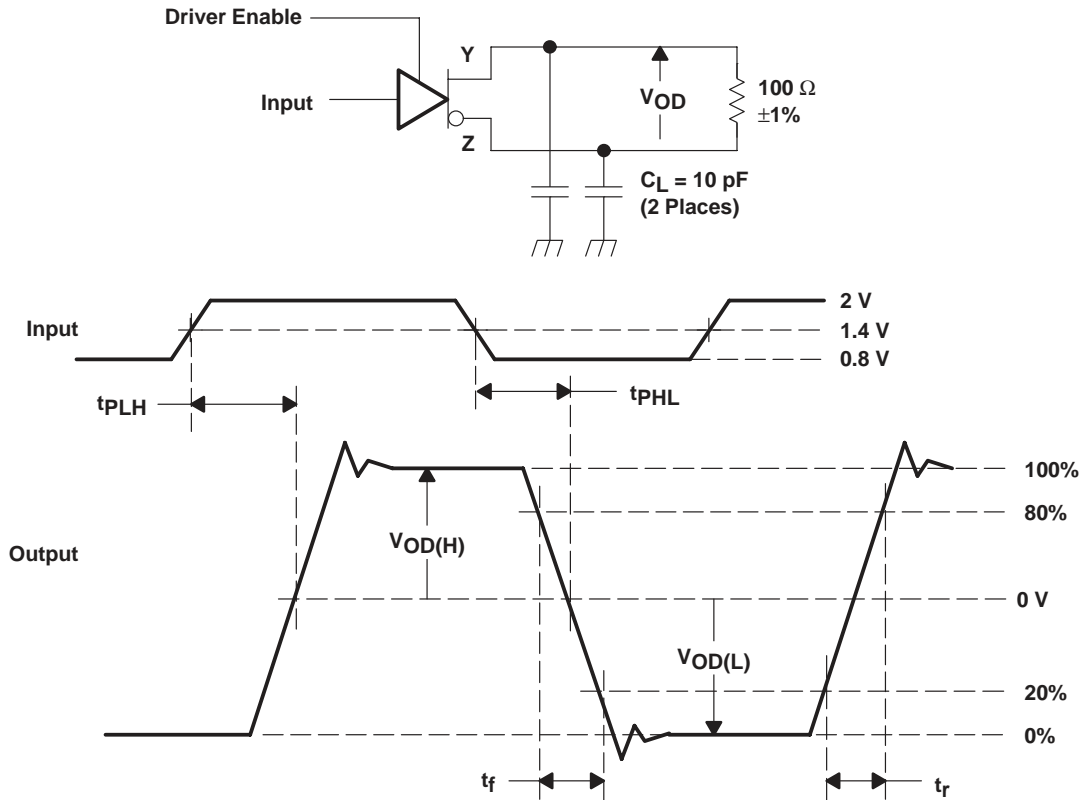 Driver Enable
Input
Y
Z
VOD
100 Ω
±1%
CL = 10 pF
(2 Places)
Input
2 V
1.4 V
0.8 V
tPLH
tPHL
Output
VOD(H)
VOD(L)
100%
80%
0 V
20%
0%
tf
tr